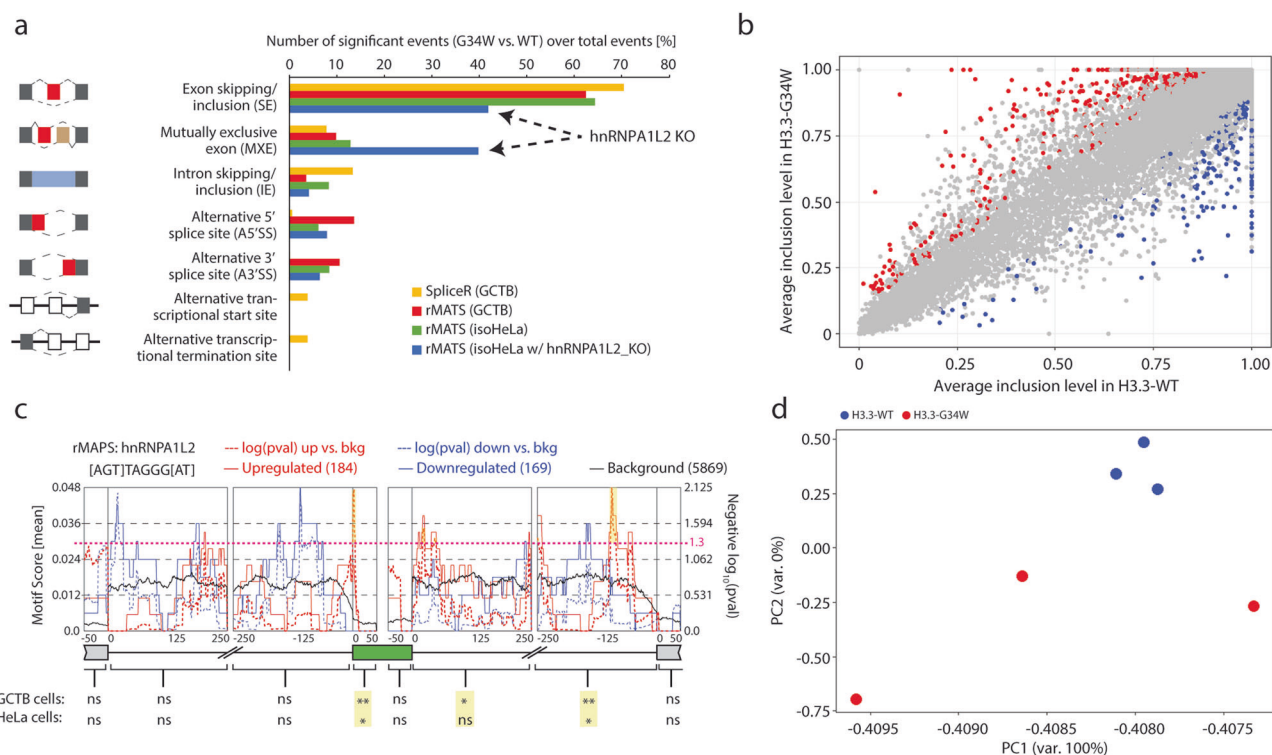 a
Number of significant events (G34W vs. WT) over total events [%]
0 10 20 30 40 50 60 70 80
Exon skipping/
inclusion (SE)
Mutually exclusive
exon (MXE)
hnRNPA1L2 KO
Intron skipping/
inclusion (IE)
Alternative 5'
splice site (A5'SS)
Alternative 3'
splice site (A3'SS)
Alternative tran-
scriptional start site
Alternative transcrip-
tional termination site
SpliceR (GCTB)
rMATS (GCTB)
rMATS (isoHeLa)
rMATS (isoHeLa w/ hnRNPA1L2_KO)
b
Average inclusion level in H3.3-G34W
1.00
0.75
0.50
0.25
0
0 0.25 0.50 0.75 1.00
Average inclusion level in H3.3-WT
c
rMAPS: hnRNPA1L2
[AGT]TAGGG[AT]
log(pval) up vs. bkg
log(pval) down vs. bkg
Upregulated (184)
Downregulated (169)
Background (5869)
Motif Score [mean]
0.048
0.036
0.024
0.012
0.0
2.125
1.594
1.3
1.062
0.531
0.0
Negative log10(pval)
-50 0 125 250 -250 -125 0 50 -50 0 125 250 -250 -125 0 50
GCTB cells: ns ns ns ** ns * ** ns
HeLa cells: ns ns ns * ns ns * ns
d
H3.3-WT H3.3-G34W
PC2 (var. 0%)
0.50
0.25
0.00
-0.25
-0.50
-0.75
-0.4095 -0.4090 -0.4085 -0.4080 -0.4075
PC1 (var. 100%)